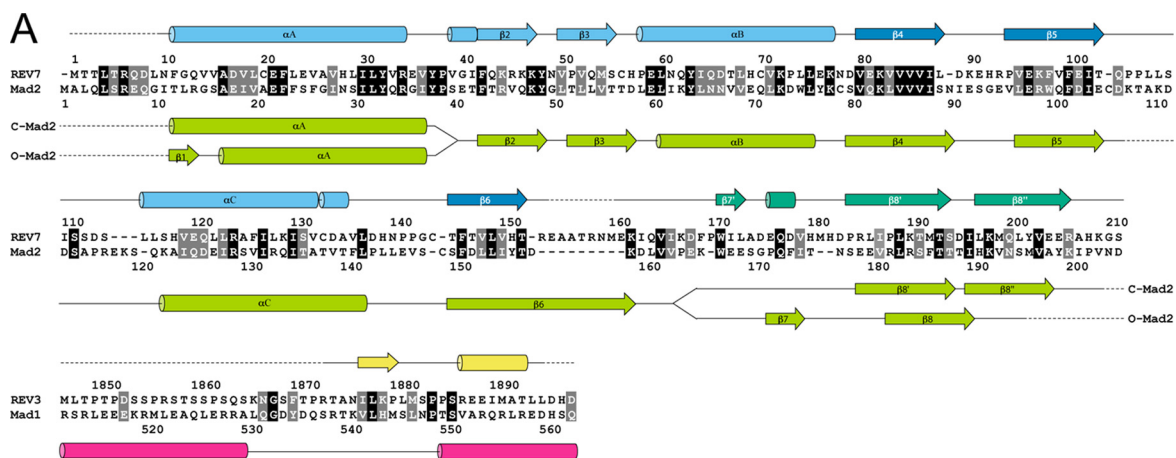 A
αA β2 β3 αB β4 β5
1 10 20 30 40 50 60 70 80 90 100
REV7 -MTTLTRQDLNFGQVVADVLCEFLEVAVHLILYVREVYPVGIFQKRKKYNVPVQMSCHPELNQYIQDTLHCVKPLLEKNDVEKVVVVIL-DKEHRPVEKFVFEIT-QPPLLS
Mad2 MALQLSREQGITLRGSAEIVAEFFSFGINSILYQRGIYPSETFTRVQKYGLTLLVTTDLELIKYLNNVVEQLKDWLYKCSVQKLVVVISNIESGEVLERWQFDIECDKTAKD
1 10 20 30 40 50 60 70 80 90 100 110
C-Mad2 αA
β2 β3 αB β4 β5
O-Mad2 β1 αA
αC β6 β7' β8' β8"
110 120 130 140 150 160 170 180 190 200 210
REV7 ISSDS---LLSHVEQLLRAFILKISVCDAVLDHNPPGC-TFTVLVHT-REAATRNMEKIQVIKDFPWILADEQDVHMHDPRLIPLKTMTSDILKMQLYVEERAHKGS
Mad2 DSAPREKS-QKAIQDEIRSVIRQITATVTFLPLLEVS-CSFDLLIYTD--------KDLVVPEK-WEESGPQFIT--NSEEVRLRSFTTTIHKVNSMVAYKIPVND
120 130 140 150 160 170 180 190 200
β8' β8" C-Mad2
αC β6
β7 β8 O-Mad2
1850 1860 1870 1880 1890
REV3 MLTPTPDSSPRSTSSPSQSKNGSFTPRTANILKPLMSPPSREEIMATLLDHD
Mad1 RSRLEEEKRMLEAQLERRALQGDYDQSRTKVLHMSLNPTSVARQRLREDHSQ
520 530 540 550 560